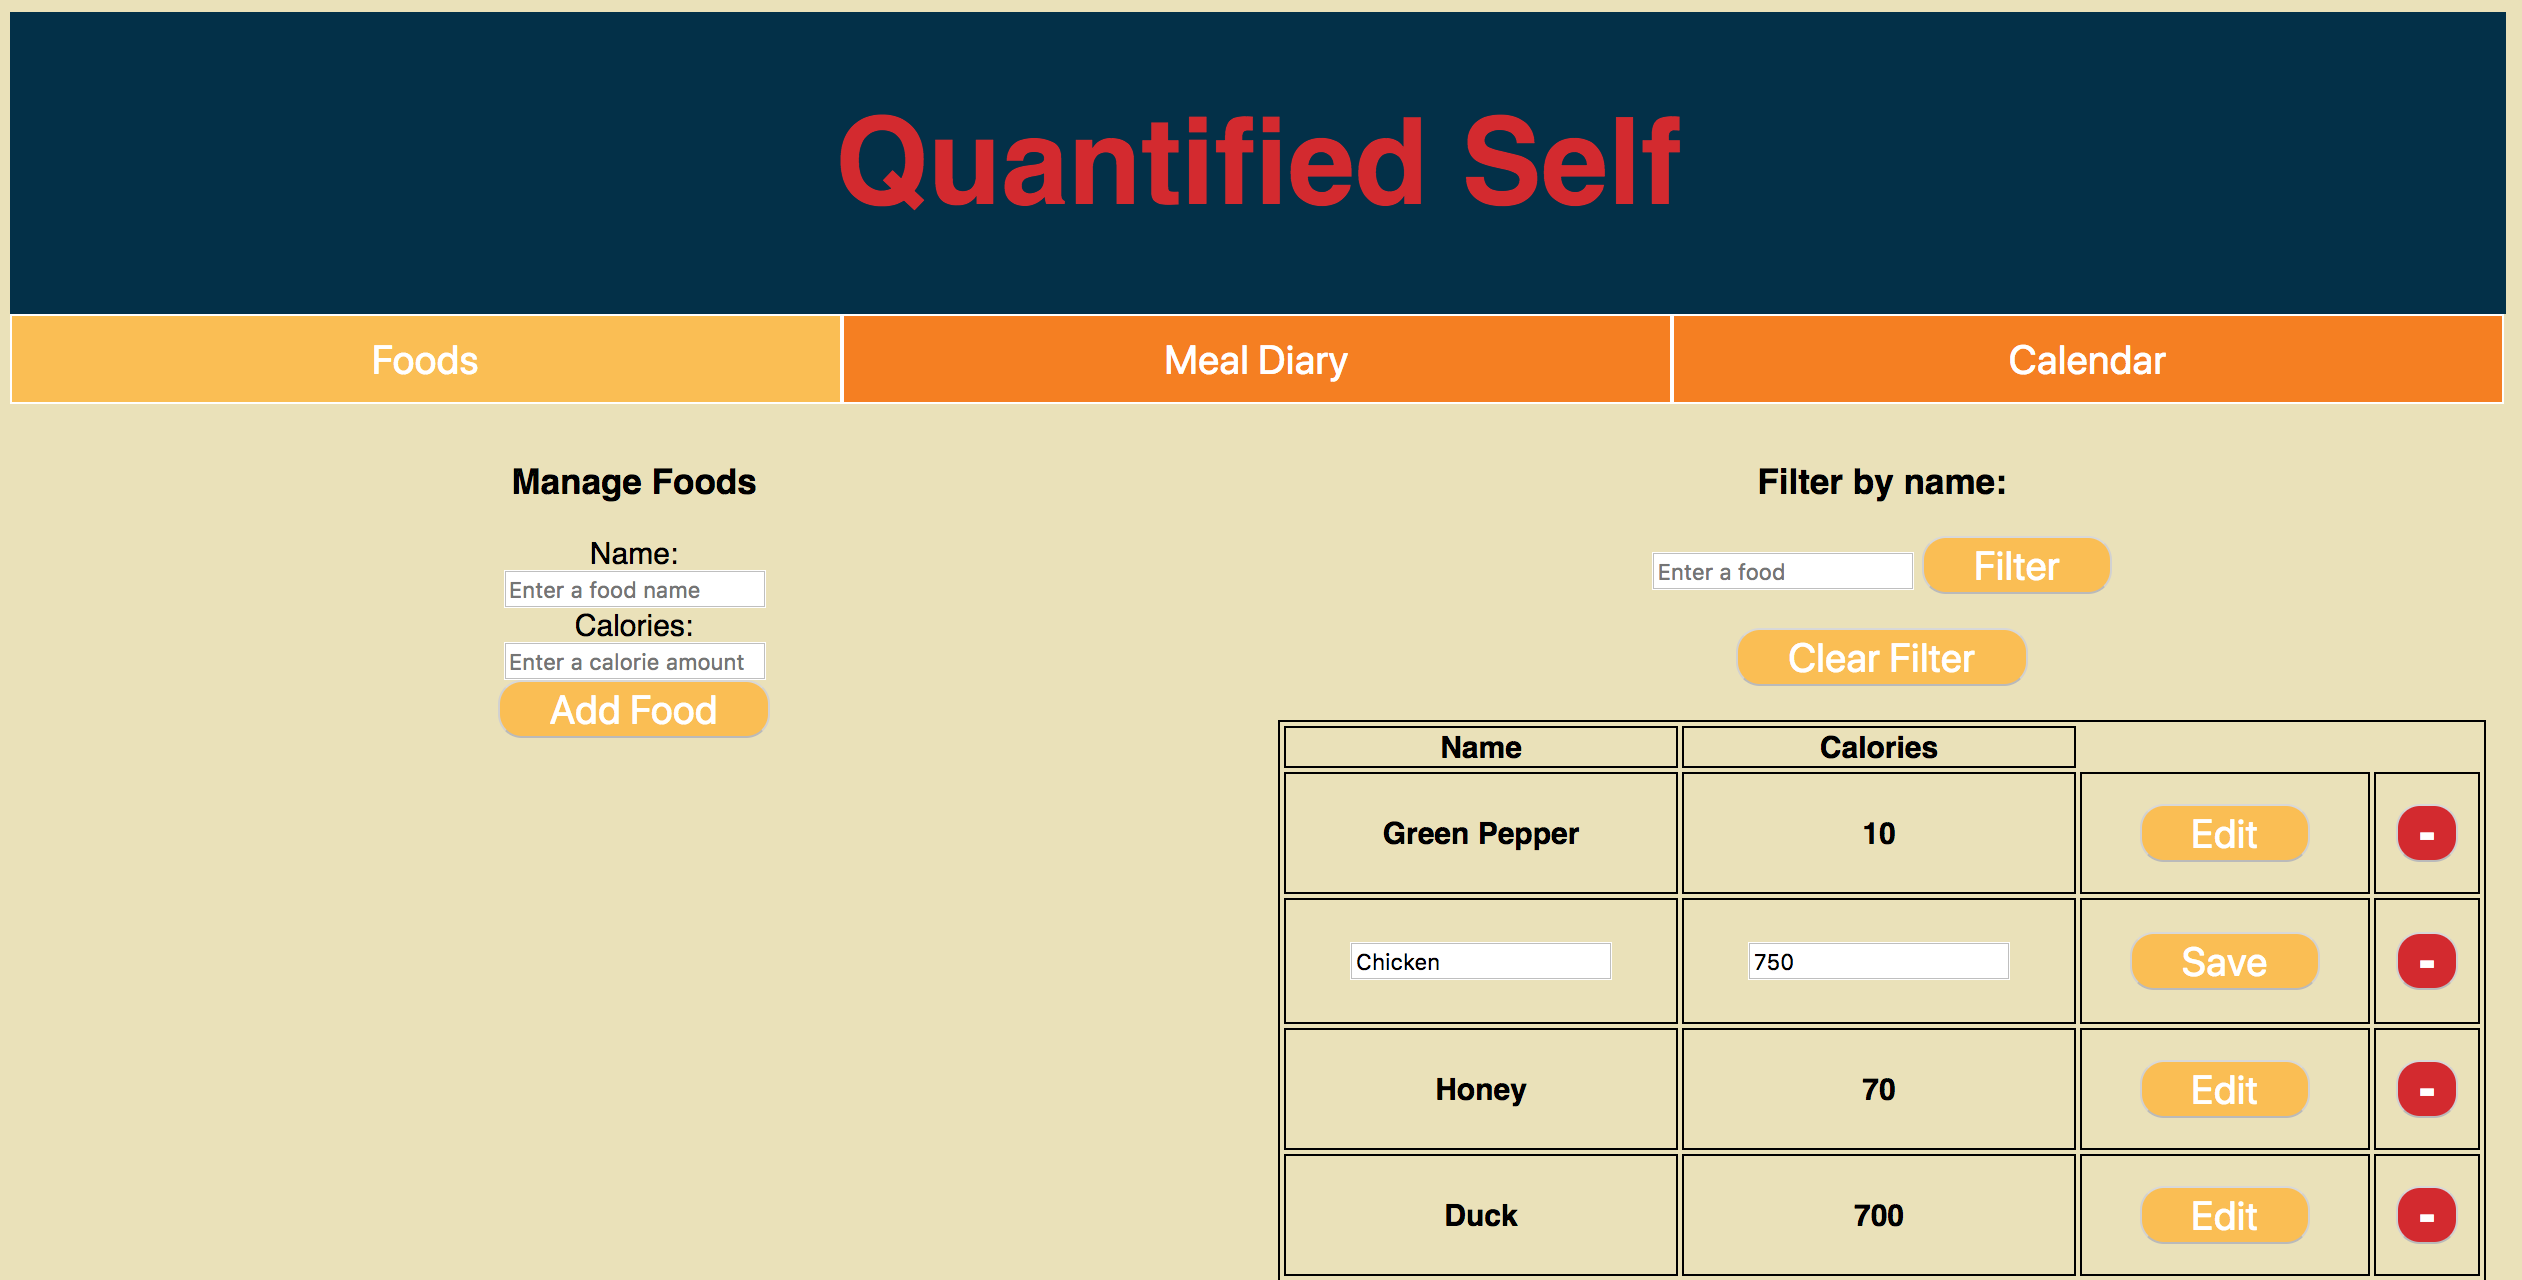 Quantified Self
Foods Meal Diary Calendar
Manage Foods
Name:
Enter a food name
Calories:
Enter a calorie amount
Add Food
Filter by name:
Enter a food Filter
Clear Filter
Name Calories
Green Pepper 10 Edit -
Chicken 750 Save -
Honey 70 Edit -
Duck 700 Edit -